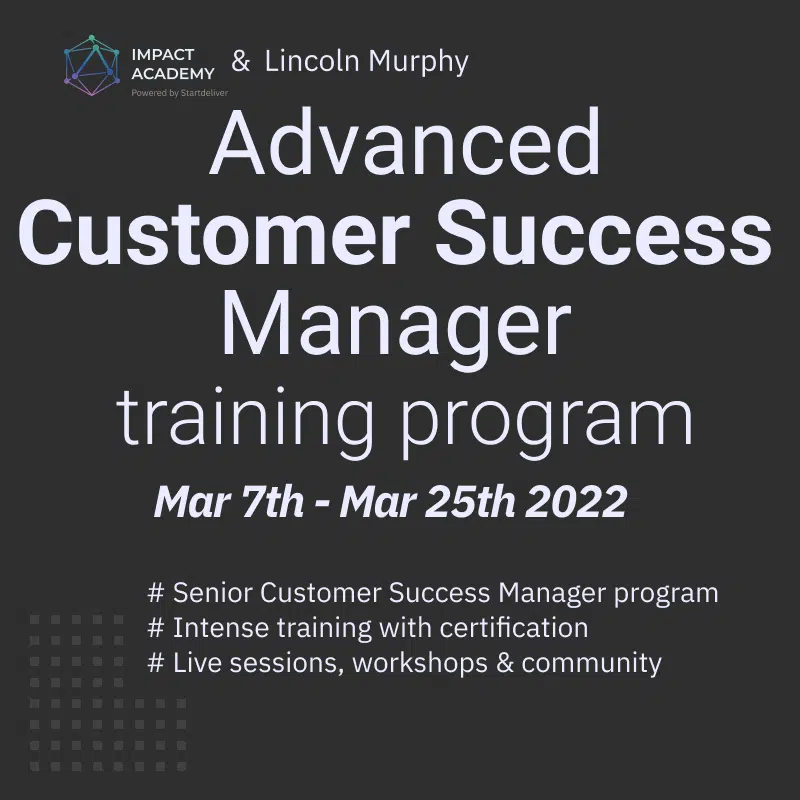 IMPACT
ACADEMY
Powered by Startdeliver
& Lincoln Murphy
Advanced
Customer Success
Manager
training program
Mar 7th - Mar 25th 2022
# Senior Customer Success Manager program
# Intense training with certification
# Live sessions, workshops & community